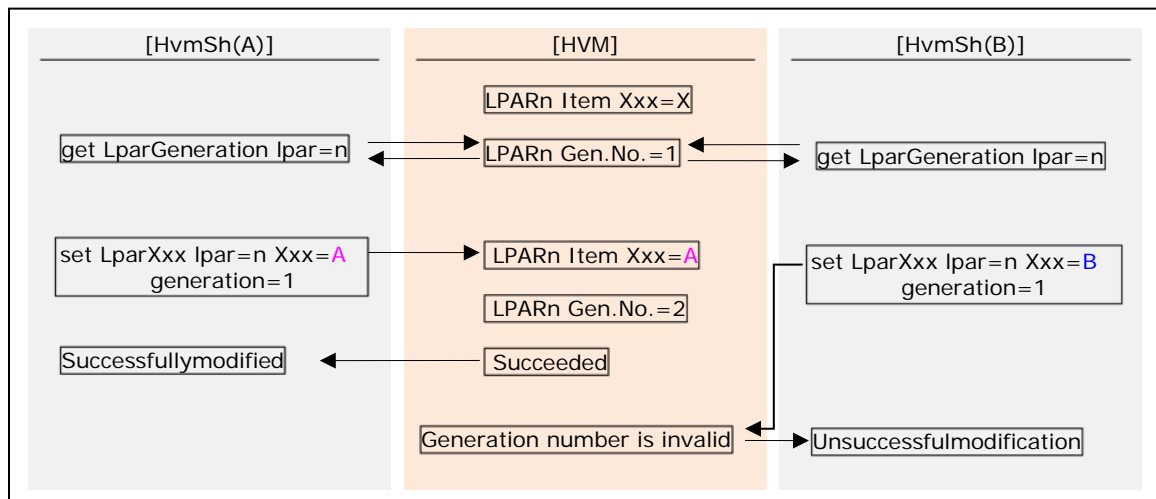 [HvmSh(A)] [HVM] [HvmSh(B)]
LPARn Item Xxx=X
get LparGeneration lpar=n LPARn Gen.No.=1 get LparGeneration lpar=n
set LparXxx lpar=n Xxx=A LPARn Item Xxx=A set LparXxx lpar=n Xxx=B
generation=1 generation=1
LPARn Gen.No.=2
Successfullymodified Succeeded
Generation number is invalid Unsuccessfulmodification